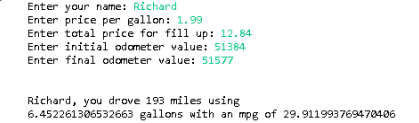 Enter your name: Richard
Enter price per gallon: 1.99
Enter total price for fill up: 12.84
Enter initial odometer value: 51384
Enter final odometer value: 51577
Richard, you drove 193 miles using
6.452261306532663 gallons with an mpg of 29.911993769470406